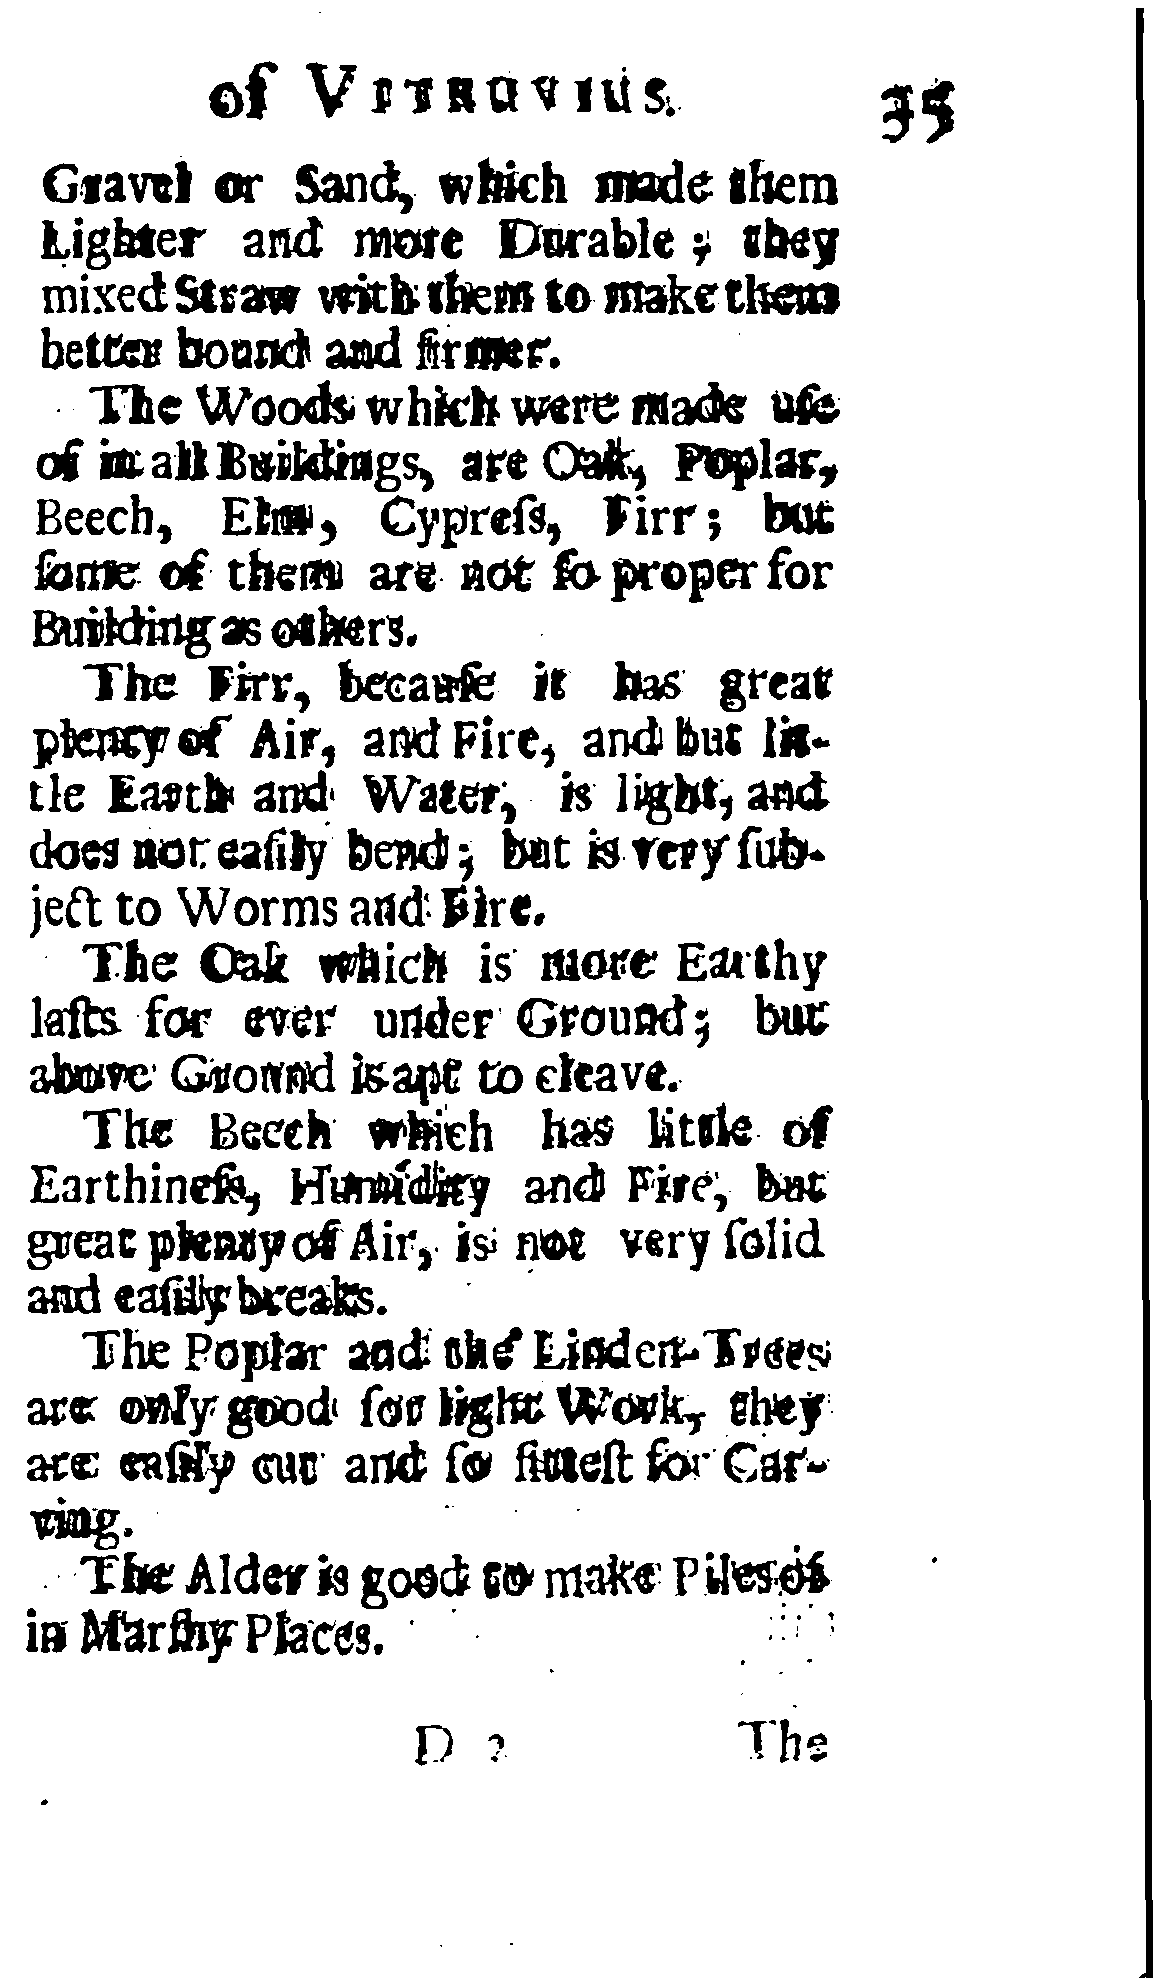 of VITRUVIUS. 35
Gravel or Sand, which made them
Lighter and more Durable; they
mixed Straw with them to make them
better bound and firmer.
The Woods which were made uſe
of in all Buildings, are Oak, Poplar,
Beech, Elm, Cypreſs, Firr; but
ſome of them are not ſo proper for
Building as others.
The Firr, becauſe it has great
plenty of Air, and Fire, and but lit-
tle Earth and Water, is light, and
does not eaſily bend; but is very ſub-
ject to Worms and Fire.
The Oak which is more Earthy
laſts for ever under Ground; but
above Ground is apt to cleave.
The Beech which has little of
Earthineſs, Humidity and Fire, but
great plenty of Air, is not very ſolid
and eaſily breaks.
The Poplar and the Linden-Trees
are only good for light Work, they
are eaſily cut and ſo fitteſt for Car-
ving.
The Alder is good to make Piles of
in Marſhy Places.
D 2 The